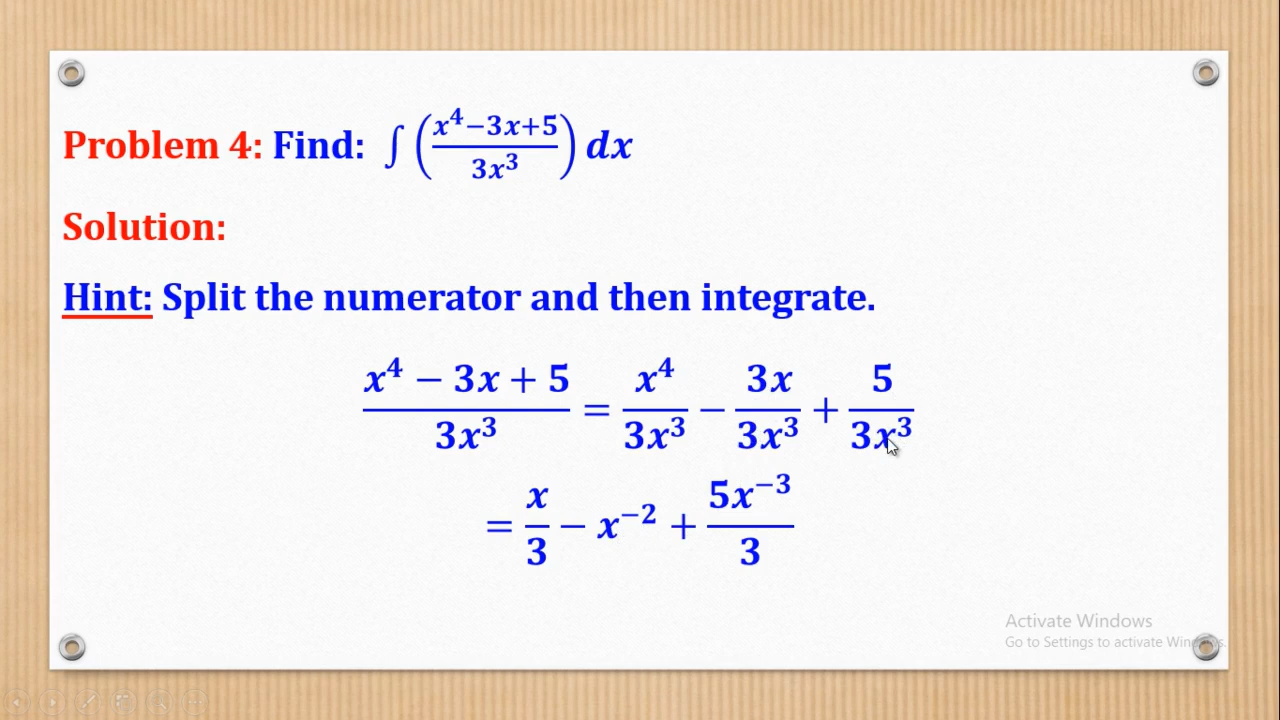 Problem 4: Find: ∫ ((x⁴−3x+5)/(3x³)) dx
Solution:
Hint: Split the numerator and then integrate.
(x⁴ − 3x + 5)/(3x³) = x⁴/(3x³) − 3x/(3x³) + 5/(3x³)
= x/3 − x⁻² + 5x⁻³/3
Activate Windows
Go to Settings to activate Windows.